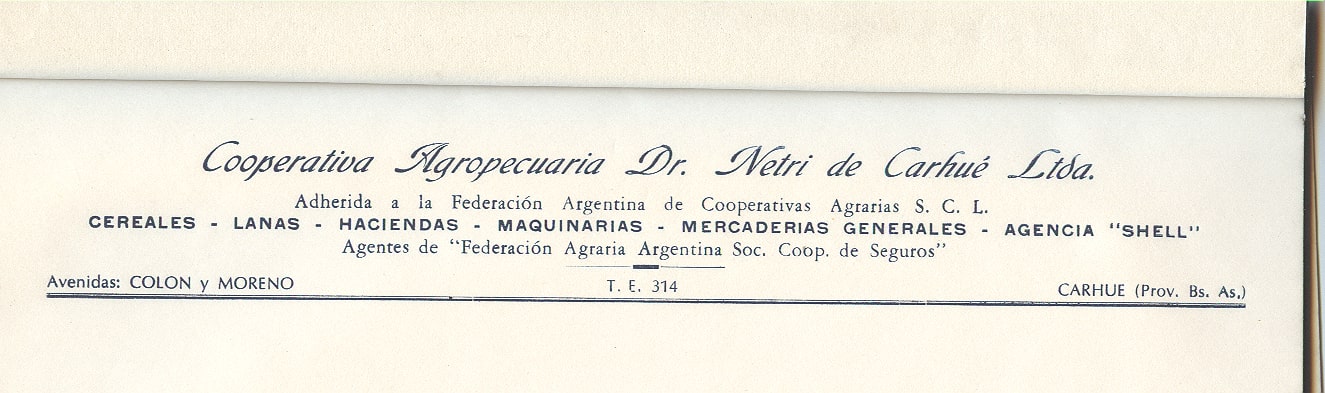 Cooperativa Agropecuaria Dr. Netri de Carhué Ltda.
Adherida a la Federación Argentina de Cooperativas Agrarias S. C. L.
CEREALES - LANAS - HACIENDAS - MAQUINARIAS - MERCADERIAS GENERALES - AGENCIA "SHELL"
Agentes de "Federación Agraria Argentina Soc. Coop. de Seguros"
Avenidas: COLON y MORENO T. E. 314 CARHUE (Prov. Bs. As.)